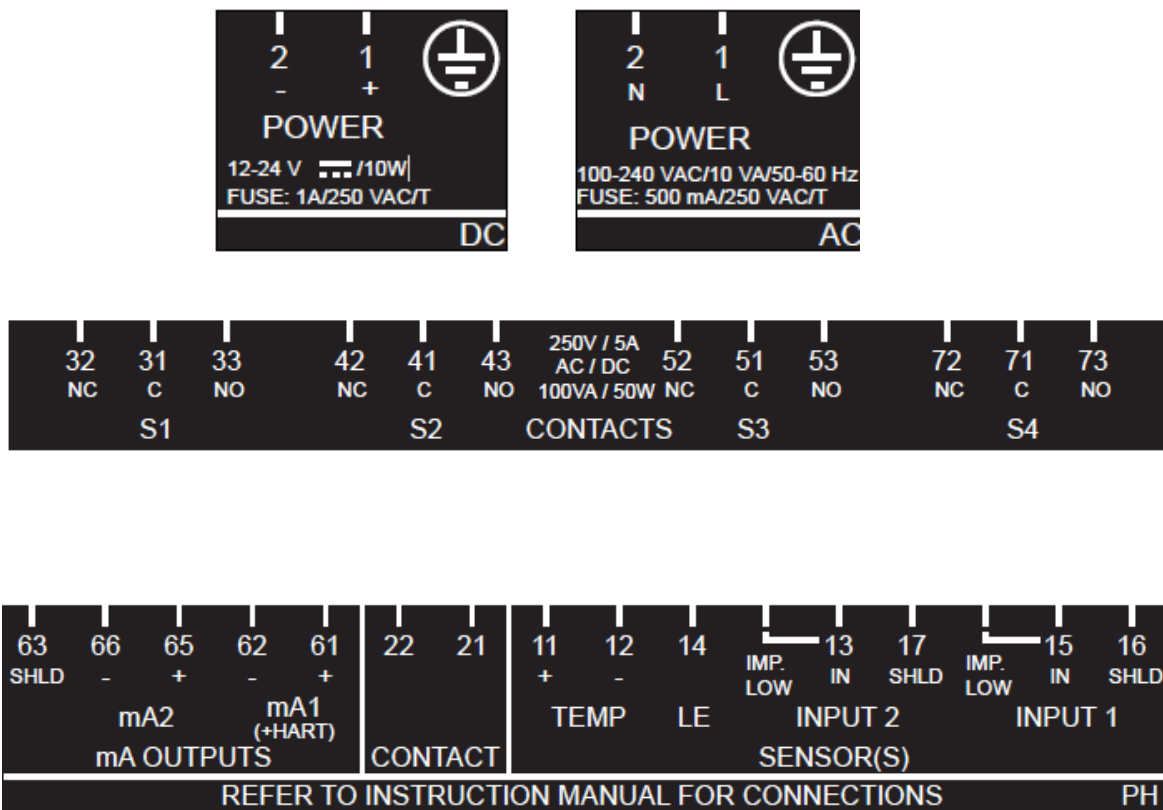 2 1
- +
POWER
12-24 V /10W
FUSE: 1A/250 VAC/T
DC
2 1
N L
POWER
100-240 VAC/10 VA/50-60 Hz
FUSE: 500 mA/250 VAC/T
AC
32 31 33 42 41 43 250V / 5A 52 51 53 72 71 73
AC / DC
NC C NO NC C NO 100VA / 50W NC C NO NC C NO
S1 S2 CONTACTS S3 S4
63 66 65 62 61 22 21 11 12 14 13 17 15 16
SHLD - + - + + - IMP. LOW IN SHLD IMP. LOW IN SHLD
mA2 mA1 (+HART) TEMP LE INPUT 2 INPUT 1
mA OUTPUTS CONTACT SENSOR(S)
REFER TO INSTRUCTION MANUAL FOR CONNECTIONS PH